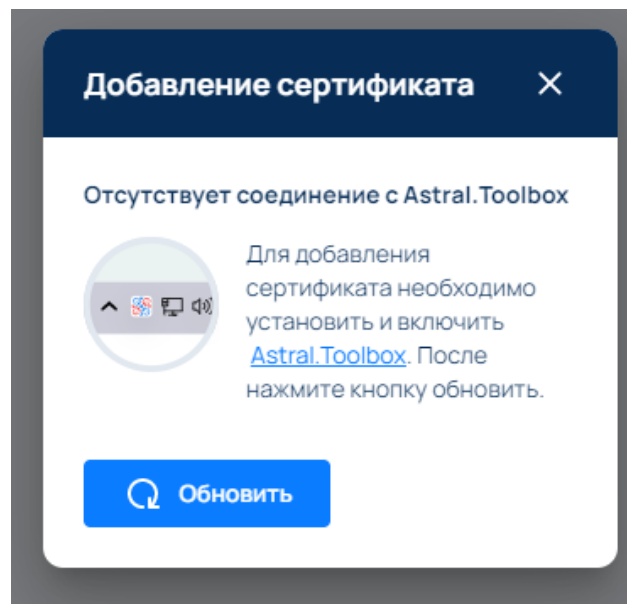 Добавление сертификата
Отсутствует соединение с Astral.Toolbox
Для добавления
сертификата необходимо
установить и включить
Astral.Toolbox. После
нажмите кнопку обновить.
Обновить